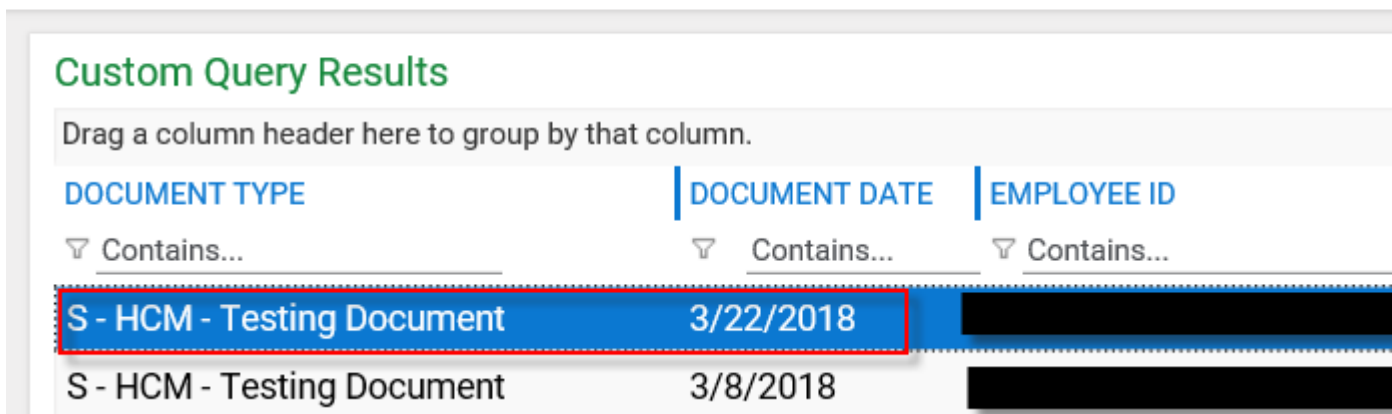 Custom Query Results
Drag a column header here to group by that column.
DOCUMENT TYPE DOCUMENT DATE EMPLOYEE ID
Contains... Contains... Contains...
S - HCM - Testing Document 3/22/2018
S - HCM - Testing Document 3/8/2018